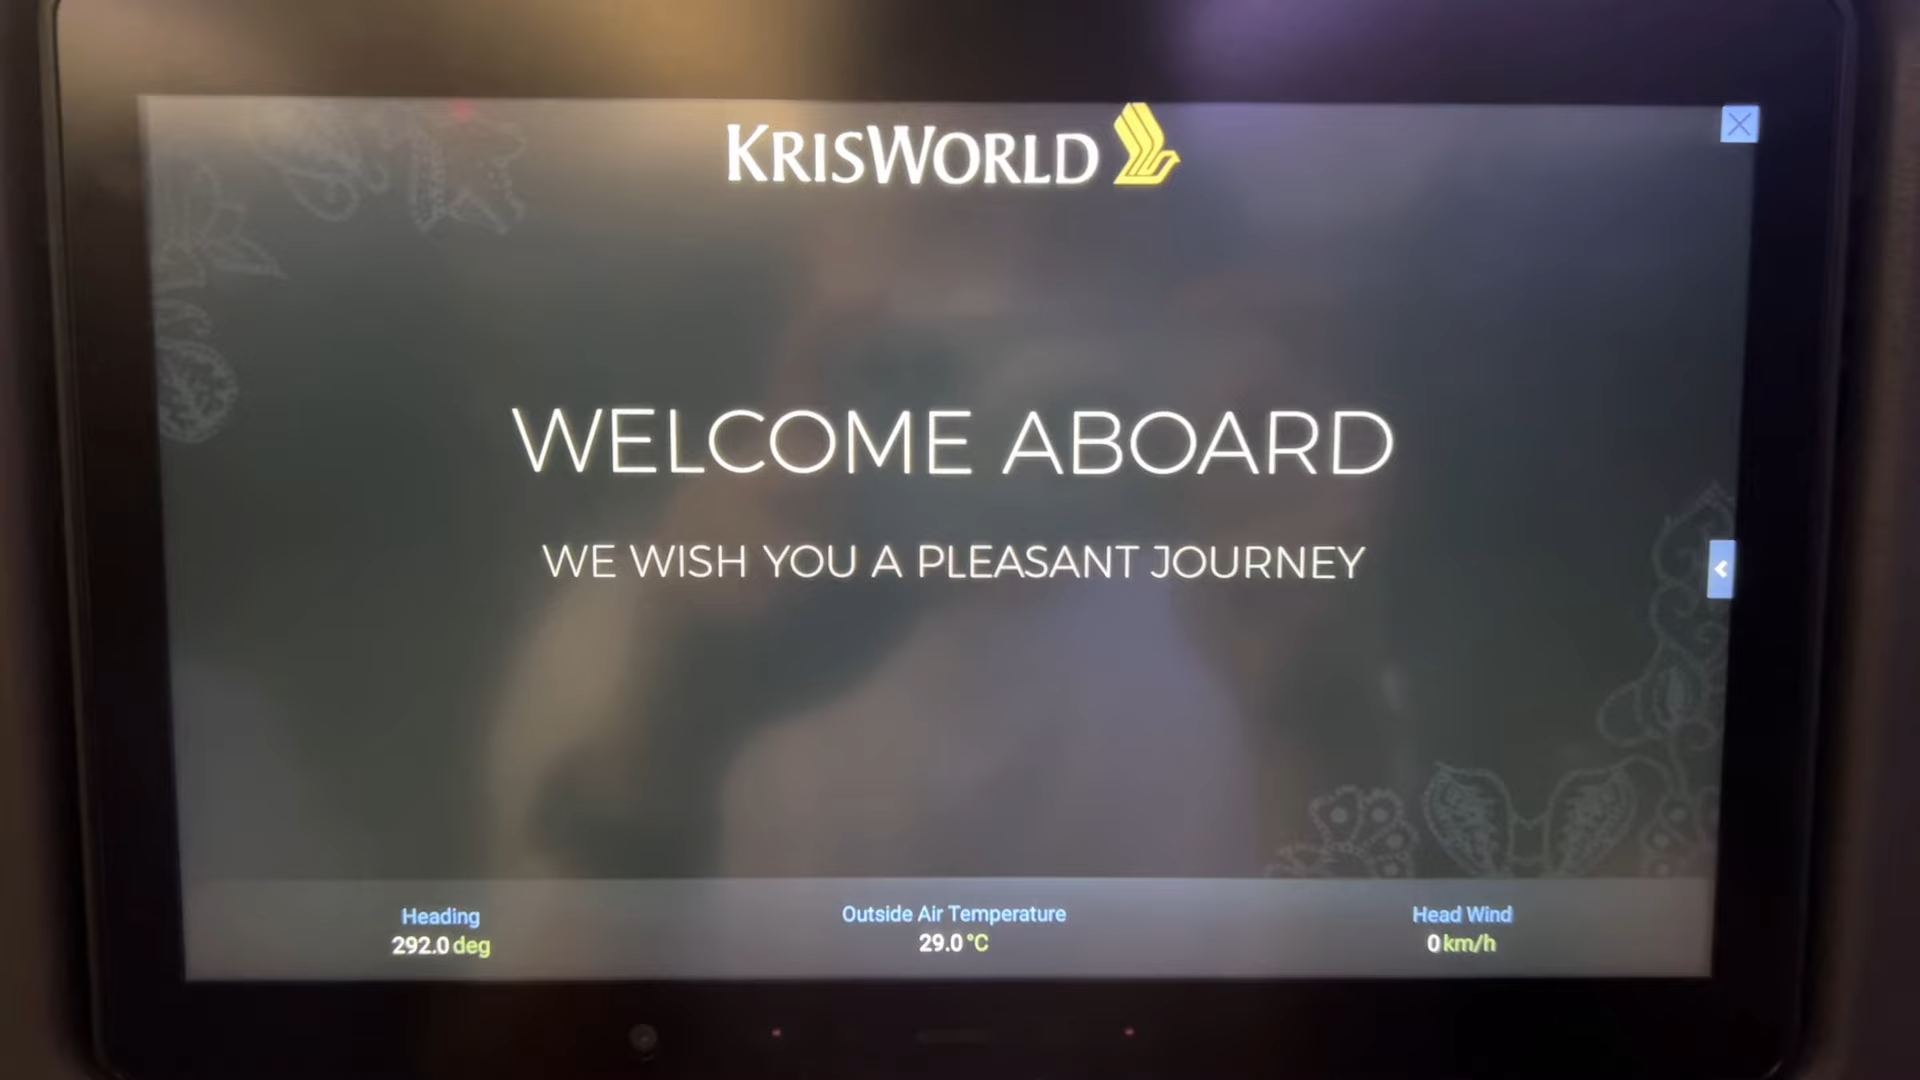 KRISWORLD
WELCOME ABOARD
WE WISH YOU A PLEASANT JOURNEY
Heading
292.0 deg
Outside Air Temperature
29.0 °C
Head Wind
0 km/h